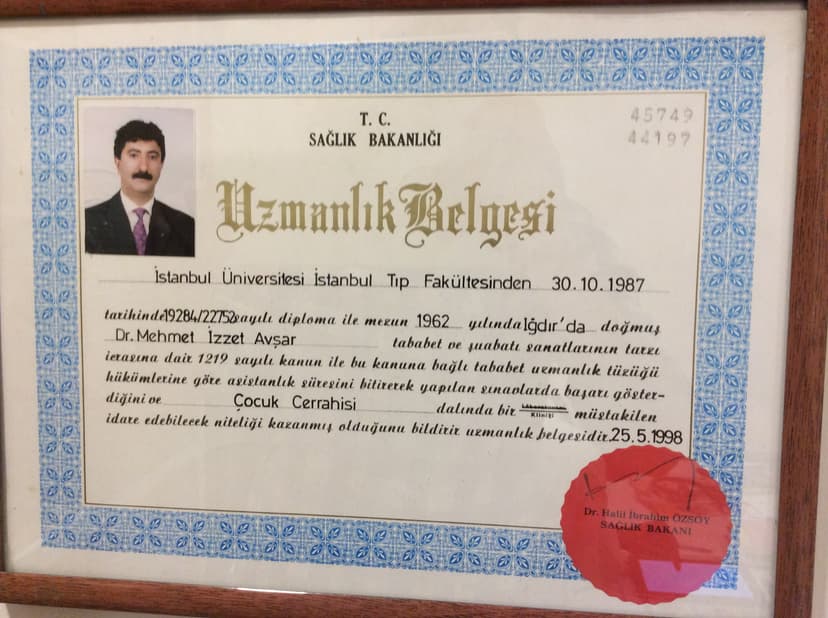 T. C.
SAĞLIK BAKANLIĞI
45749
44197
Uzmanlık Belgesi
İstanbul Üniversitesi İstanbul Tıp Fakültesinden 30.10.1987
tarihinde 19284/22752 sayılı diploma ile mezun 1962 yılında Iğdır'da doğmuş
Dr. Mehmet İzzet Avşar tababet ve şuabatı sanatlarının tarzı
icrasına dair 1219 sayılı kanun ile bu kanuna bağlı tababet uzmanlık tüzüğü
hükümlerine göre asistanlık süresini bitirerek yapılan sınavlarda başarı göster-
diğini ve Çocuk Cerrahisi dalında bir Laboratuvarı Kliniği müstakilen
idare edebilecek niteliği kazanmış olduğunu bildirir uzmanlık belgesidir. 25.5.1998
Dr. Halil İbrahim ÖZSOY
SAĞLIK BAKANI